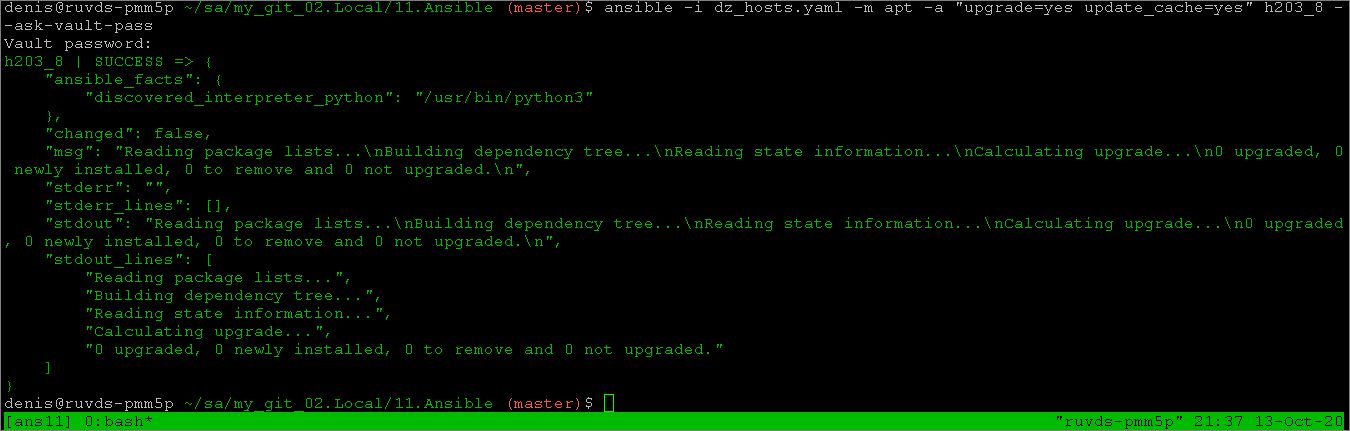 denis@ruvds-pmm5p ~/sa/my_git_02.Local/11.Ansible (master)$ ansible -i dz_hosts.yaml -m apt -a "upgrade=yes update_cache=yes" h203_8 -
-ask-vault-pass
Vault password:
h203_8 | SUCCESS => {
    "ansible_facts": {
        "discovered_interpreter_python": "/usr/bin/python3"
    },
    "changed": false,
    "msg": "Reading package lists...\nBuilding dependency tree...\nReading state information...\nCalculating upgrade...\n0 upgraded, 0
 newly installed, 0 to remove and 0 not upgraded.\n",
    "stderr": "",
    "stderr_lines": [],
    "stdout": "Reading package lists...\nBuilding dependency tree...\nReading state information...\nCalculating upgrade...\n0 upgraded
, 0 newly installed, 0 to remove and 0 not upgraded.\n",
    "stdout_lines": [
        "Reading package lists...",
        "Building dependency tree...",
        "Reading state information...",
        "Calculating upgrade...",
        "0 upgraded, 0 newly installed, 0 to remove and 0 not upgraded."
    ]
}
denis@ruvds-pmm5p ~/sa/my_git_02.Local/11.Ansible (master)$
[ans11] 0:bash* "ruvds-pmm5p" 21:37 13-Oct-20